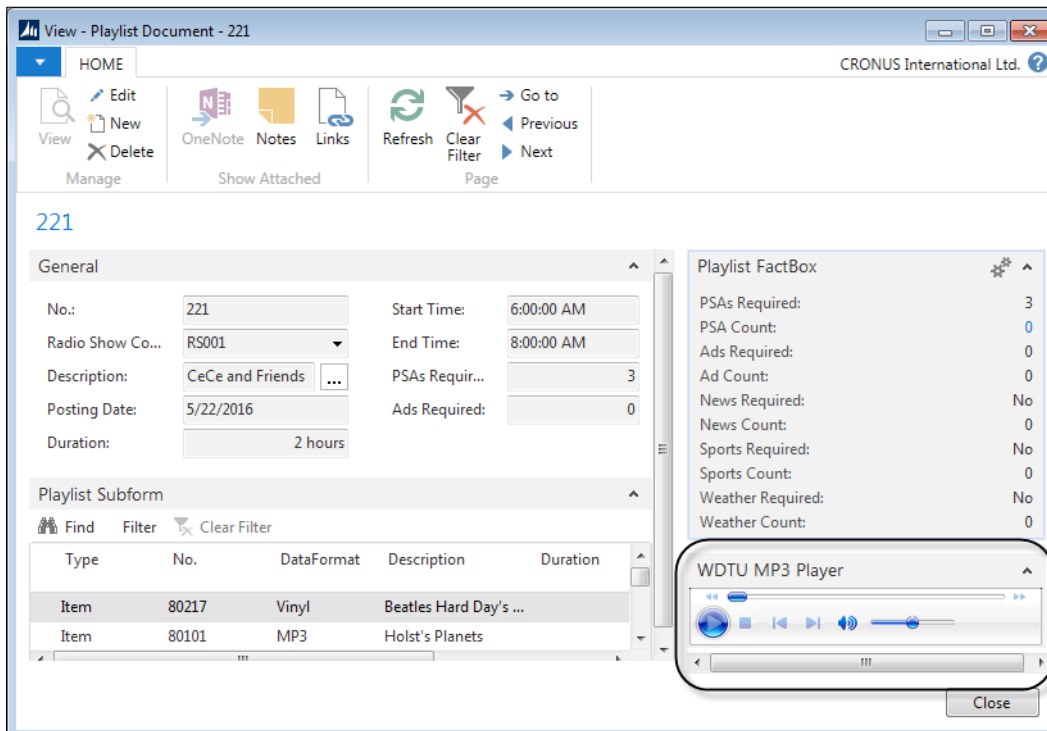 View - Playlist Document - 221
HOME
CRONUS International Ltd.
View
Edit
New
Delete
Manage
OneNote
Notes
Links
Show Attached
Refresh
Clear
Filter
Go to
Previous
Next
Page
221
General
No.: 221
Radio Show Co... RS001
Description: CeCe and Friends ...
Posting Date: 5/22/2016
Duration: 2 hours
Start Time: 6:00:00 AM
End Time: 8:00:00 AM
PSAs Requir... 3
Ads Required: 0
Playlist Subform
Find Filter Clear Filter
Type No. DataFormat Description Duration
Item 80217 Vinyl Beatles Hard Day's ...
Item 80101 MP3 Holst's Planets
Playlist FactBox
PSAs Required: 3
PSA Count: 0
Ads Required: 0
Ad Count: 0
News Required: No
News Count: 0
Sports Required: No
Sports Count: 0
Weather Required: No
Weather Count: 0
WDTU MP3 Player
Close